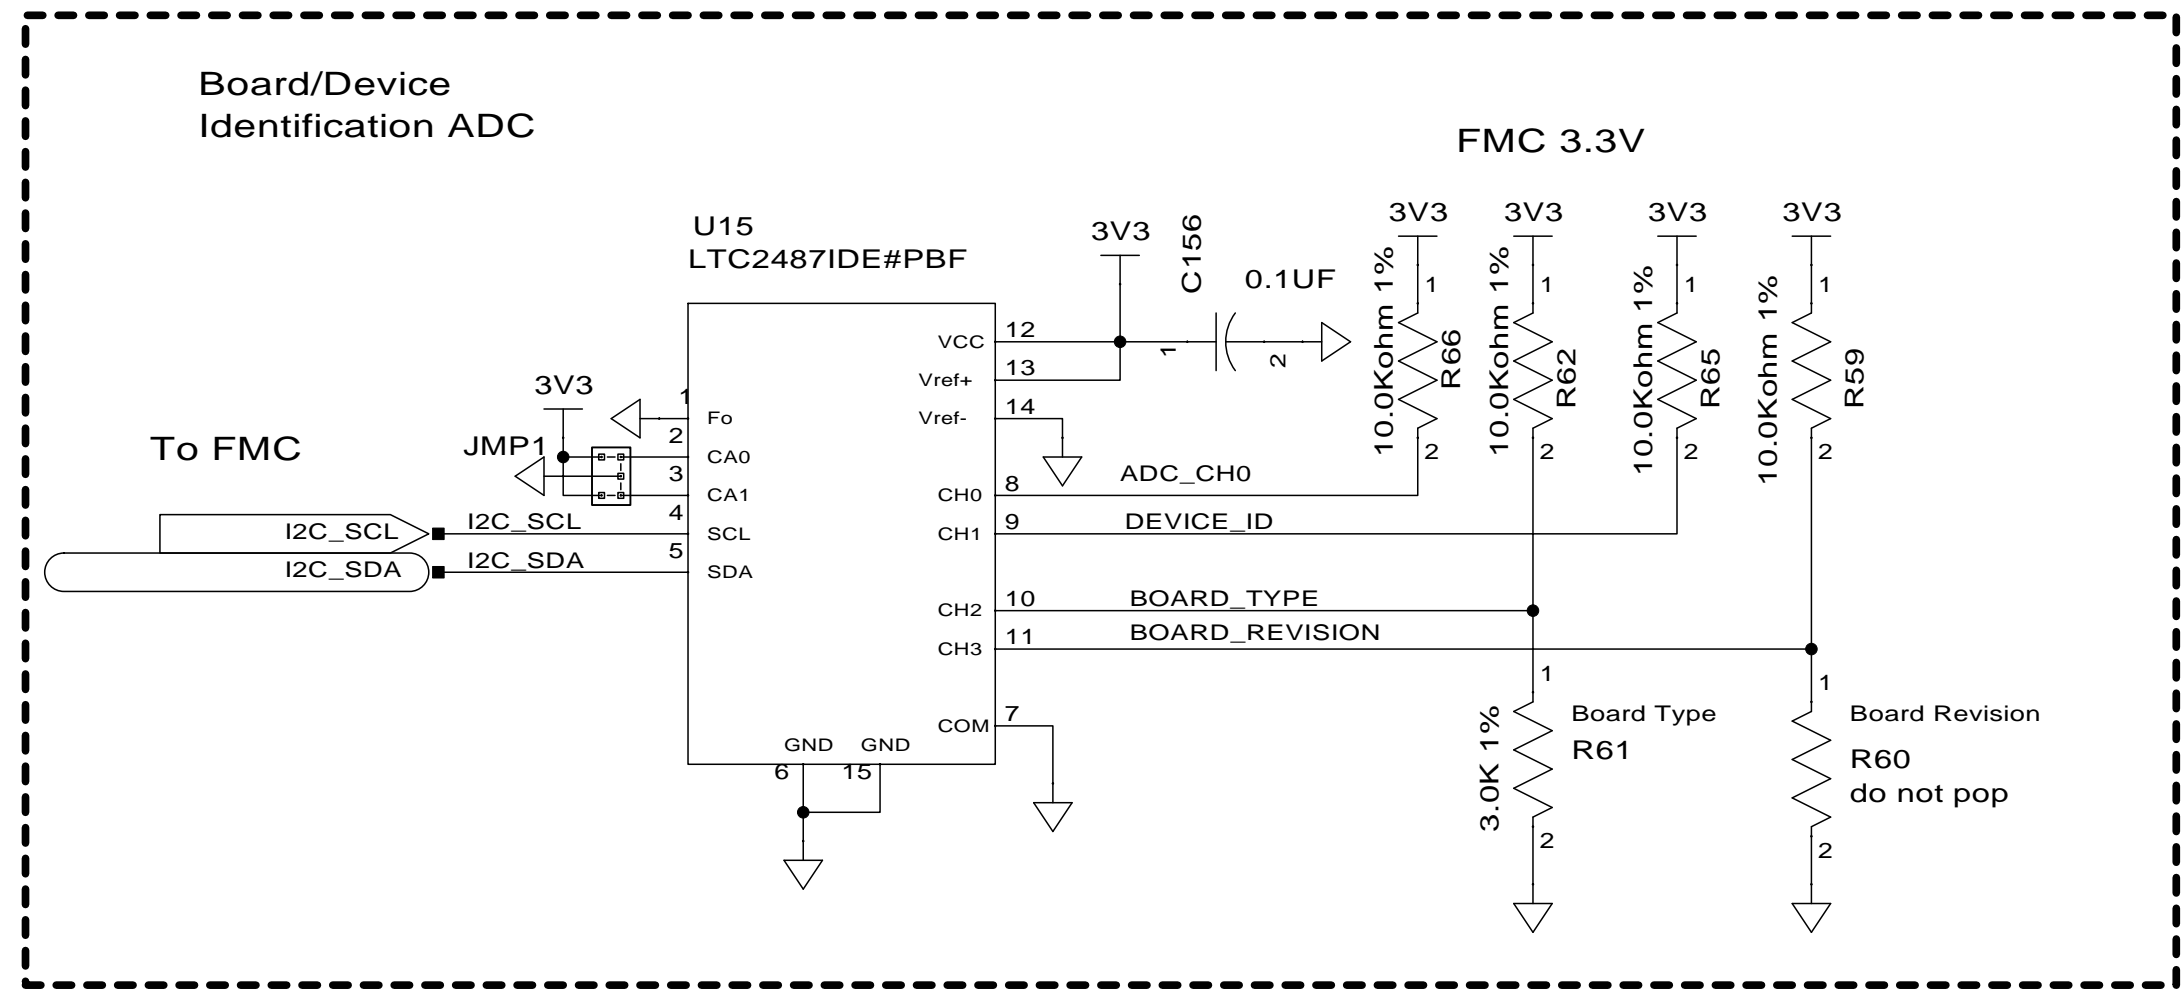 Board/Device
Identification ADC
FMC 3.3V
U15
LTC2487IDE#PBF
3V3
C156
0.1UF
1
2
3V3
3V3
3V3
3V3
10.0Kohm 1%
1
R66
2
10.0Kohm 1%
1
R62
2
10.0Kohm 1%
1
R65
2
10.0Kohm 1%
1
R59
2
VCC
12
Vref+
13
Vref-
14
3V3
JMP1
To FMC
1
Fo
2
CA0
3
CA1
4
SCL
5
SDA
I2C_SCL
I2C_SCL
I2C_SDA
I2C_SDA
CH0
8
ADC_CH0
CH1
9
DEVICE_ID
CH2
10
BOARD_TYPE
CH3
11
BOARD_REVISION
COM
7
GND
GND
6
15
1
3.0K 1%
Board Type
R61
2
1
Board Revision
R60
do not pop
2